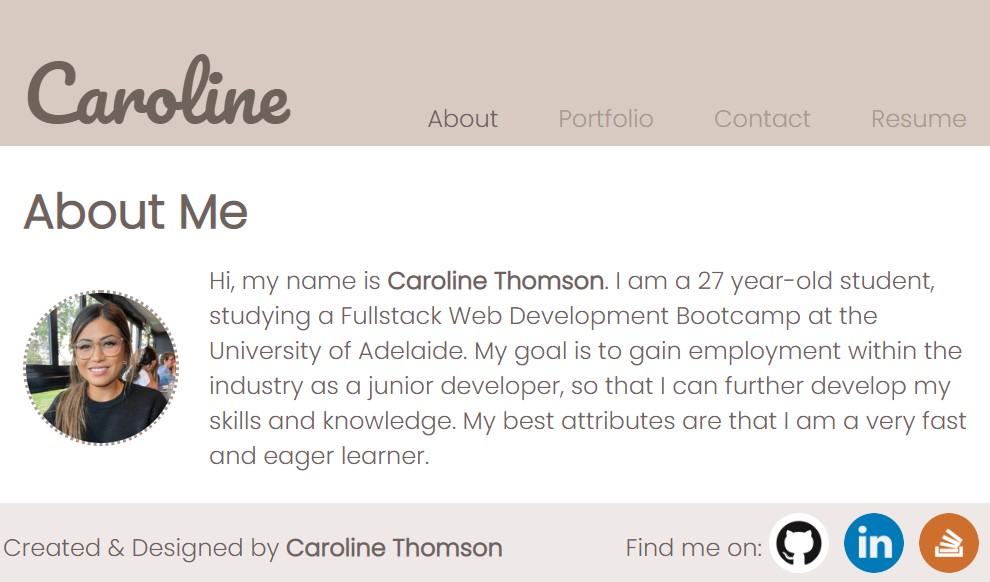 Caroline
About Portfolio Contact Resume
About Me
Hi, my name is Caroline Thomson. I am a 27 year-old student,
studying a Fullstack Web Development Bootcamp at the
University of Adelaide. My goal is to gain employment within the
industry as a junior developer, so that I can further develop my
skills and knowledge. My best attributes are that I am a very fast
and eager learner.
Created & Designed by Caroline Thomson Find me on: in